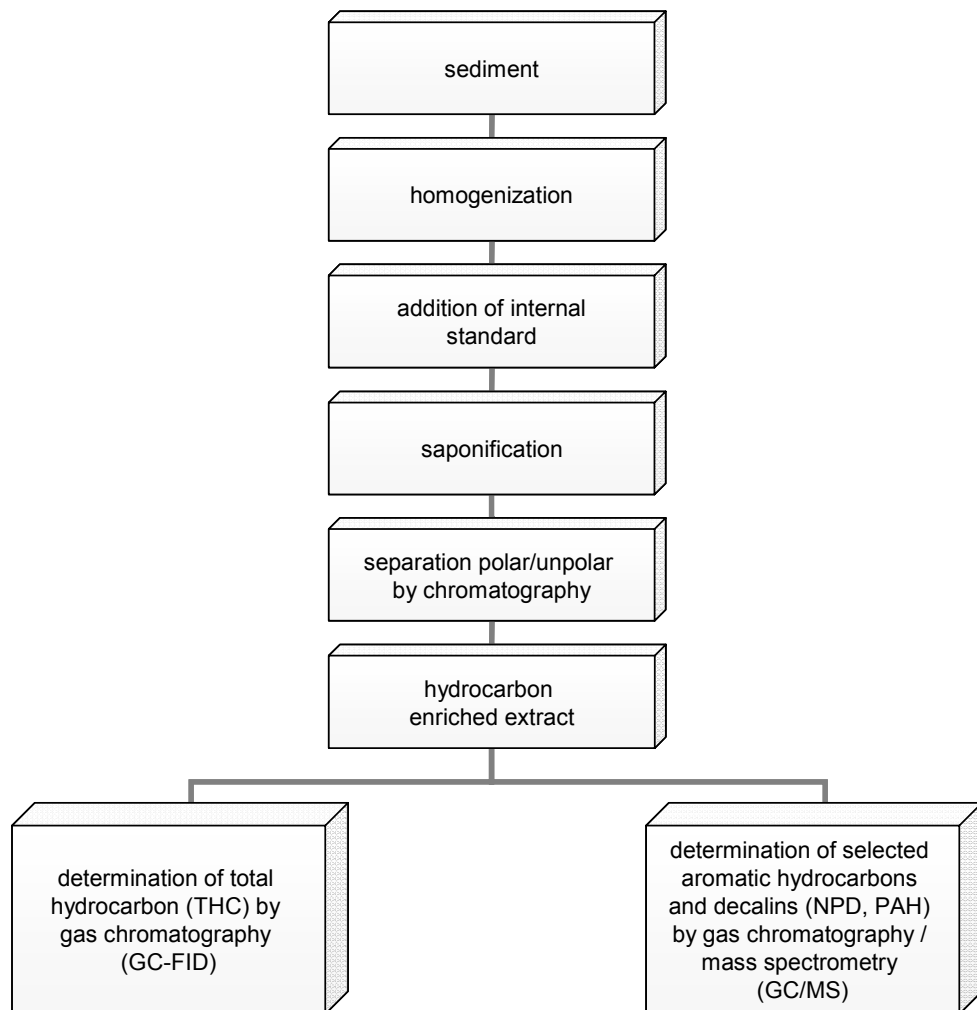 sediment
homogenization
addition of internal
standard
saponification
separation polar/unpolar
by chromatography
hydrocarbon
enriched extract
determination of total
hydrocarbon (THC) by
gas chromatography
(GC-FID)
determination of selected
aromatic hydrocarbons
and decalins (NPD, PAH)
by gas chromatography /
mass spectrometry
(GC/MS)